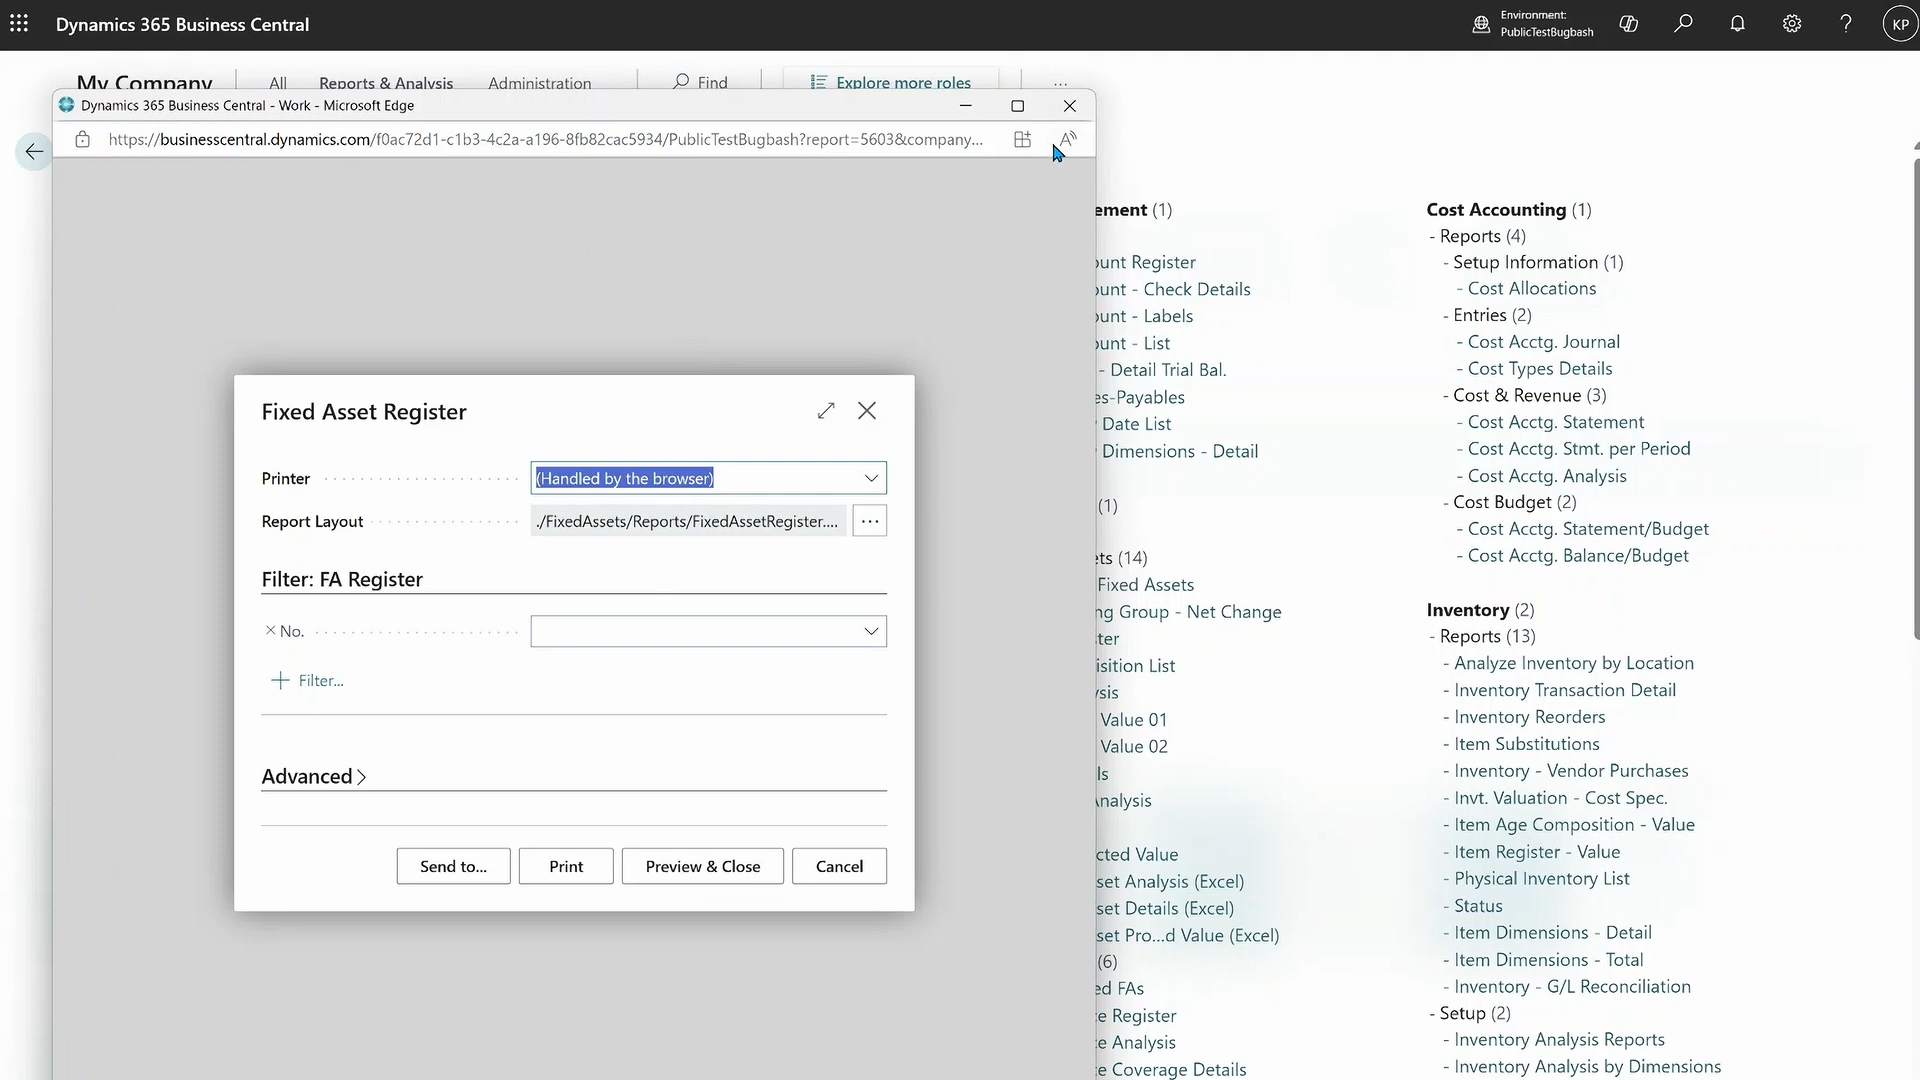 Dynamics 365 Business Central
Environment:
PublicTestBugbash
KP
My Company
All
Reports & Analysis
Administration
Find
Explore more roles
Dynamics 365 Business Central - Work - Microsoft Edge
https://businesscentral.dynamics.com/f0ac72d1-c1b3-4c2a-a196-8fb82cac5934/PublicTestBugbash?report=5603&company...
Fixed Asset Register
Printer
(Handled by the browser)
Report Layout
./FixedAssets/Reports/FixedAssetRegister....
Filter: FA Register
No.
Filter...
Advanced
Send to...
Print
Preview & Close
Cancel
ement (1)
unt Register
unt - Check Details
unt - Labels
unt - List
- Detail Trial Bal.
es-Payables
Date List
Dimensions - Detail
(1)
ets (14)
Fixed Assets
ng Group - Net Change
ster
isition List
ysis
Value 01
Value 02
ls
Analysis
cted Value
set Analysis (Excel)
set Details (Excel)
set Pro...d Value (Excel)
(6)
ed FAs
ce Register
ce Analysis
ce Coverage Details
Cost Accounting (1)
- Reports (4)
- Setup Information (1)
- Cost Allocations
- Entries (2)
- Cost Acctg. Journal
- Cost Types Details
- Cost & Revenue (3)
- Cost Acctg. Statement
- Cost Acctg. Stmt. per Period
- Cost Acctg. Analysis
- Cost Budget (2)
- Cost Acctg. Statement/Budget
- Cost Acctg. Balance/Budget
Inventory (2)
- Reports (13)
- Analyze Inventory by Location
- Inventory Transaction Detail
- Inventory Reorders
- Item Substitutions
- Inventory - Vendor Purchases
- Invt. Valuation - Cost Spec.
- Item Age Composition - Value
- Item Register - Value
- Physical Inventory List
- Status
- Item Dimensions - Detail
- Item Dimensions - Total
- Inventory - G/L Reconciliation
- Setup (2)
- Inventory Analysis Reports
- Inventory Analysis by Dimensions